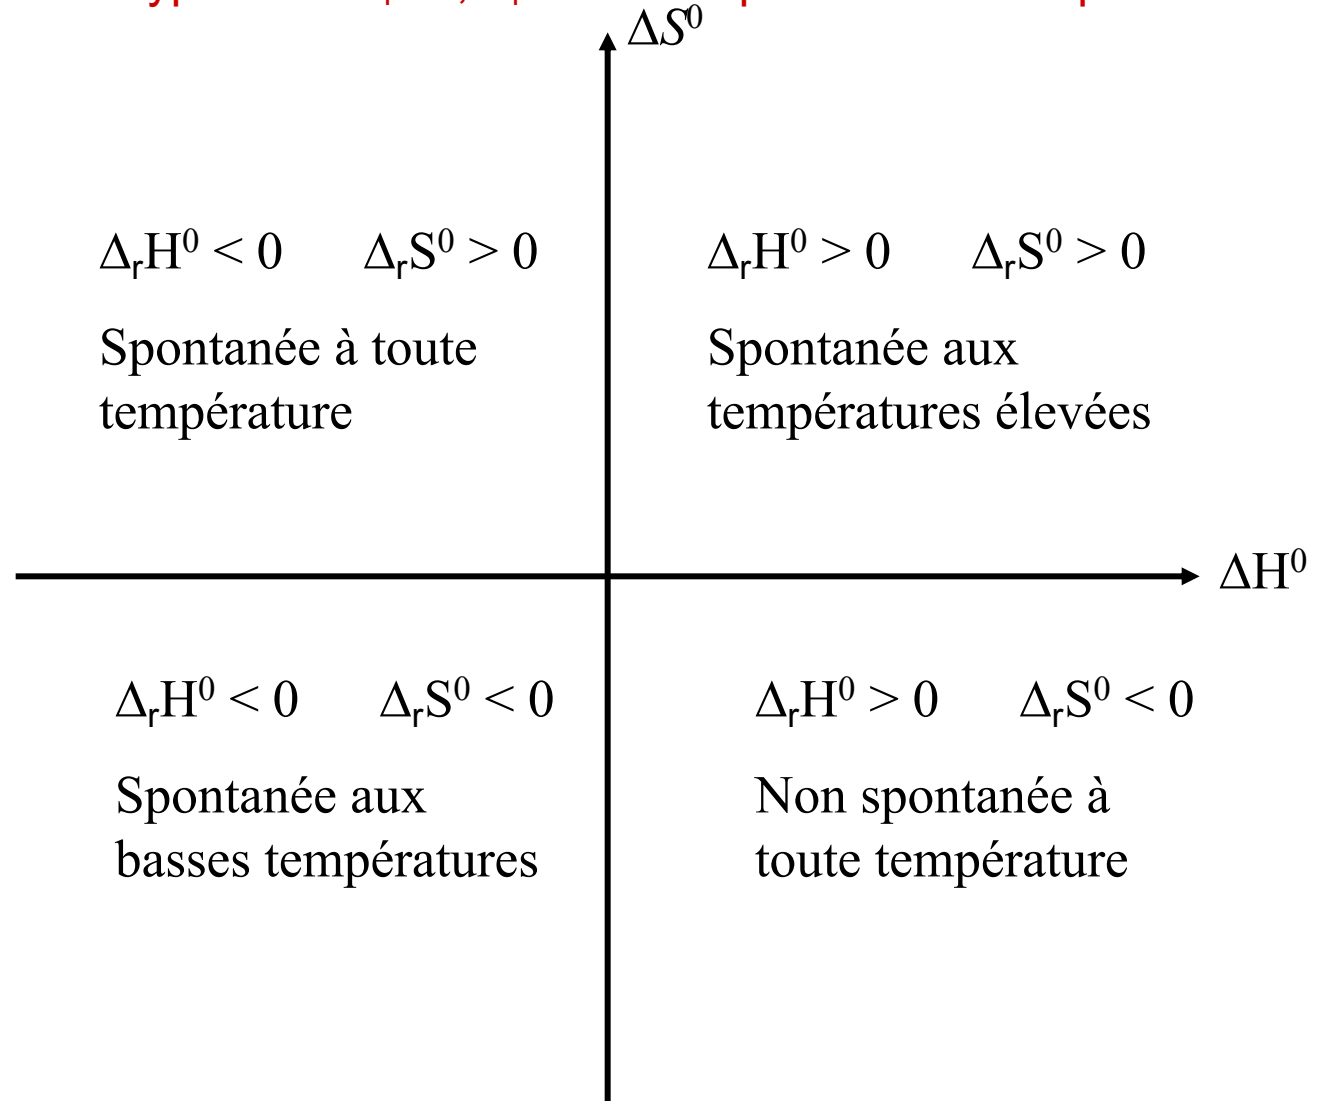 ΔS⁰
ΔᵣH⁰ < 0 ΔᵣS⁰ > 0
Spontanée à toute
température
ΔᵣH⁰ > 0 ΔᵣS⁰ > 0
Spontanée aux
températures élevées
ΔH⁰
ΔᵣH⁰ < 0 ΔᵣS⁰ < 0
Spontanée aux
basses températures
ΔᵣH⁰ > 0 ΔᵣS⁰ < 0
Non spontanée à
toute température